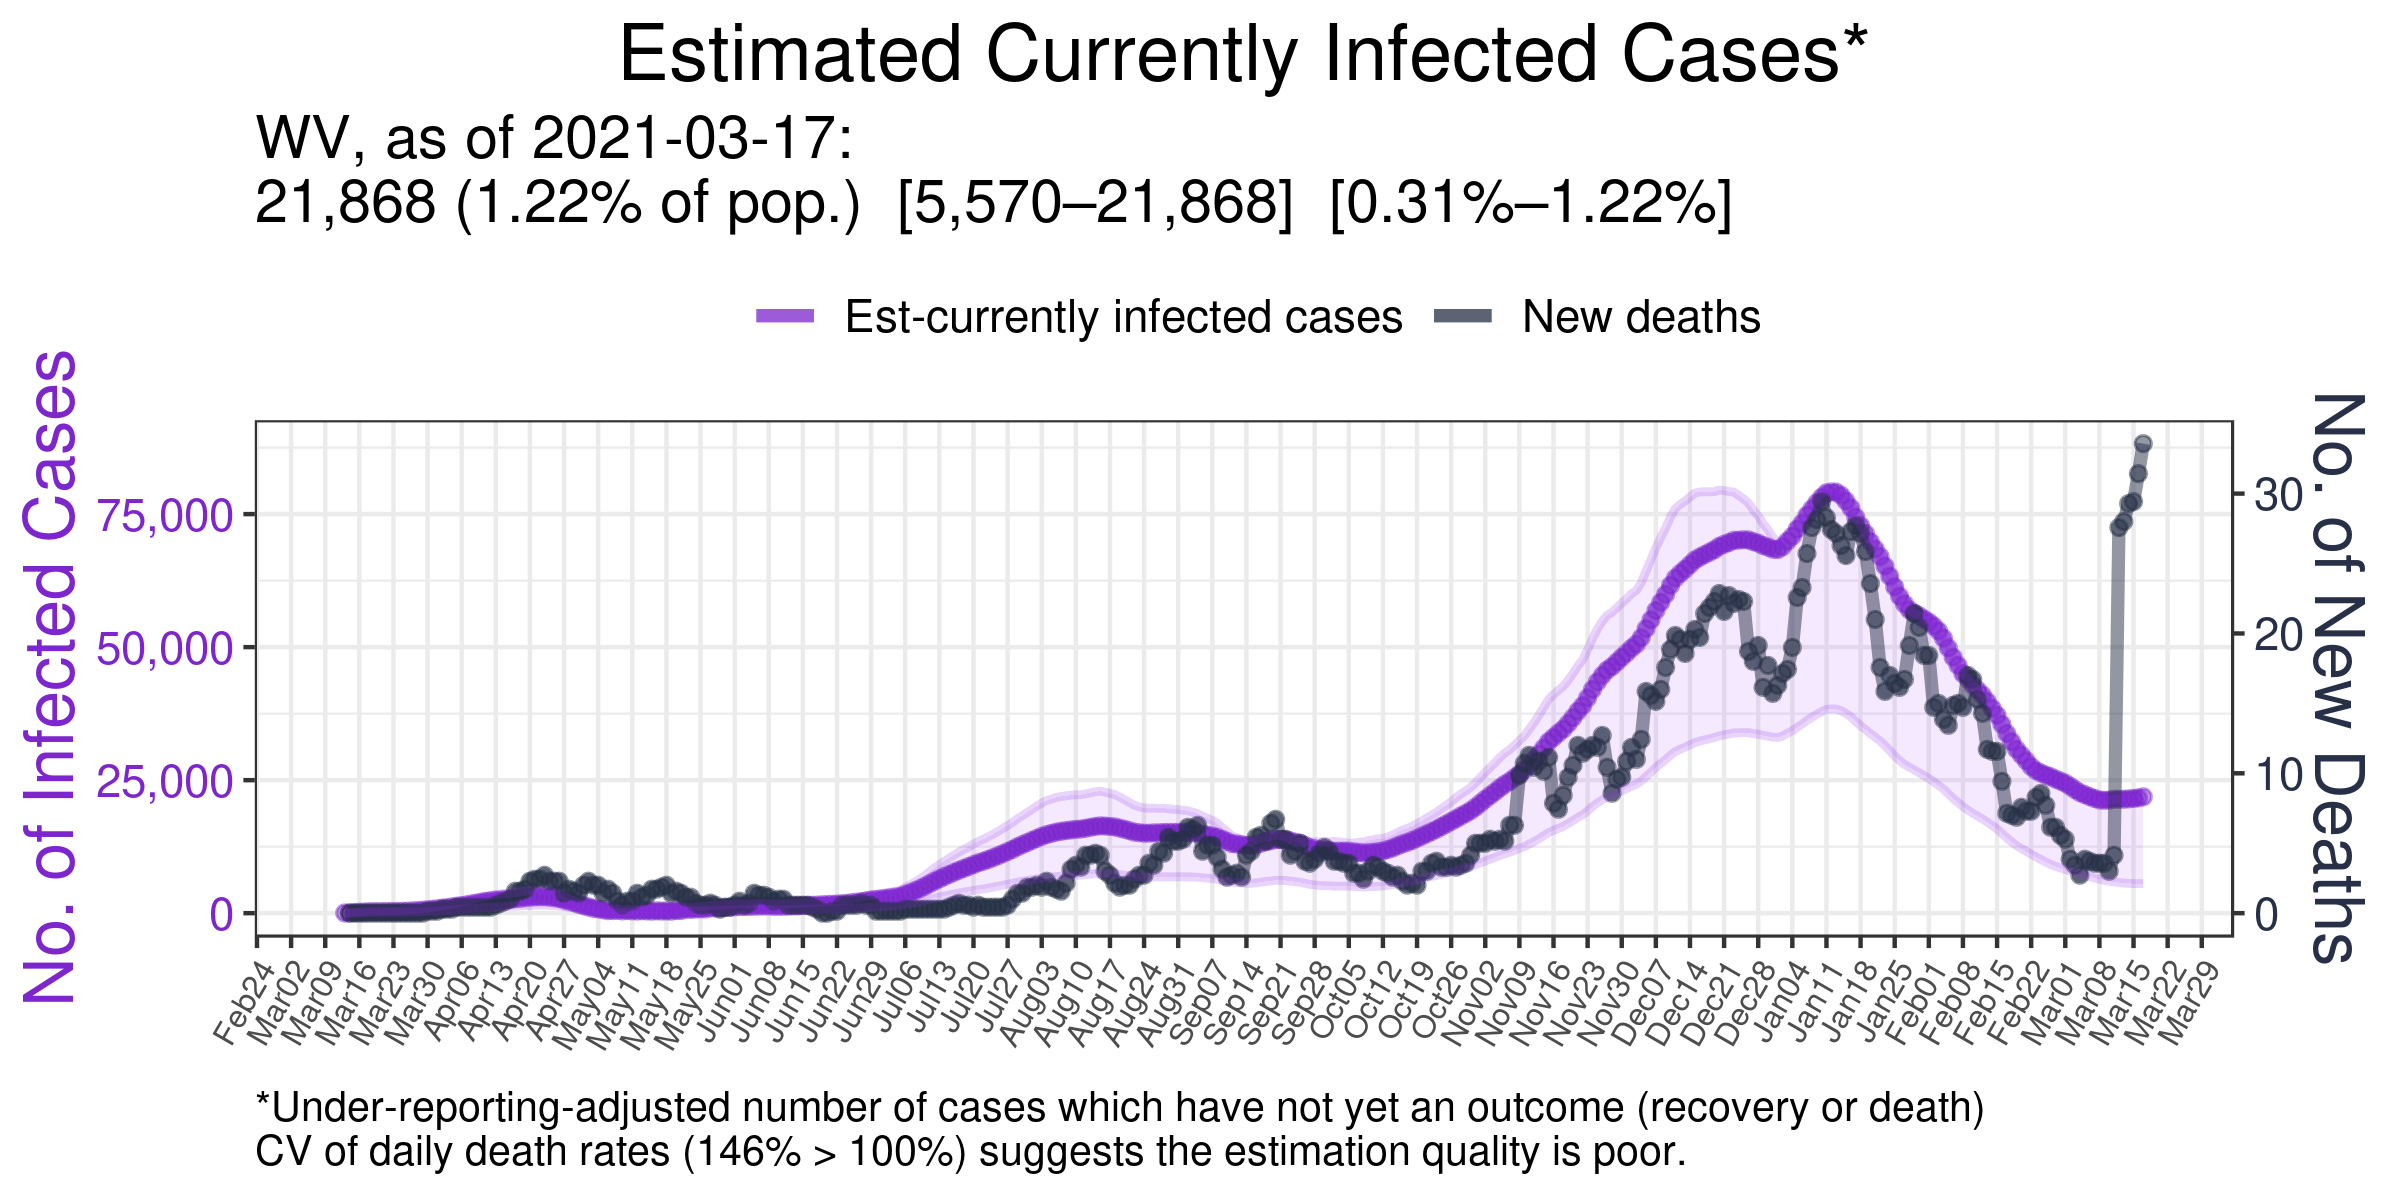 Estimated Currently Infected Cases*
WV, as of 2021-03-17:
21,868 (1.22% of pop.)  [5,570–21,868]  [0.31%–1.22%]
Est-currently infected cases
New deaths
No. of Infected Cases
75,000
50,000
25,000
0
30
20
10
0
No. of New Deaths
Feb24
Mar02
Mar09
Mar16
Mar23
Mar30
Apr06
Apr13
Apr20
Apr27
May04
May11
May18
May25
Jun01
Jun08
Jun15
Jun22
Jun29
Jul06
Jul13
Jul20
Jul27
Aug03
Aug10
Aug17
Aug24
Aug31
Sep07
Sep14
Sep21
Sep28
Oct05
Oct12
Oct19
Oct26
Nov02
Nov09
Nov16
Nov23
Nov30
Dec07
Dec14
Dec21
Dec28
Jan04
Jan11
Jan18
Jan25
Feb01
Feb08
Feb15
Feb22
Mar01
Mar08
Mar15
Mar22
Mar29
*Under-reporting-adjusted number of cases which have not yet an outcome (recovery or death)
CV of daily death rates (146% > 100%) suggests the estimation quality is poor.